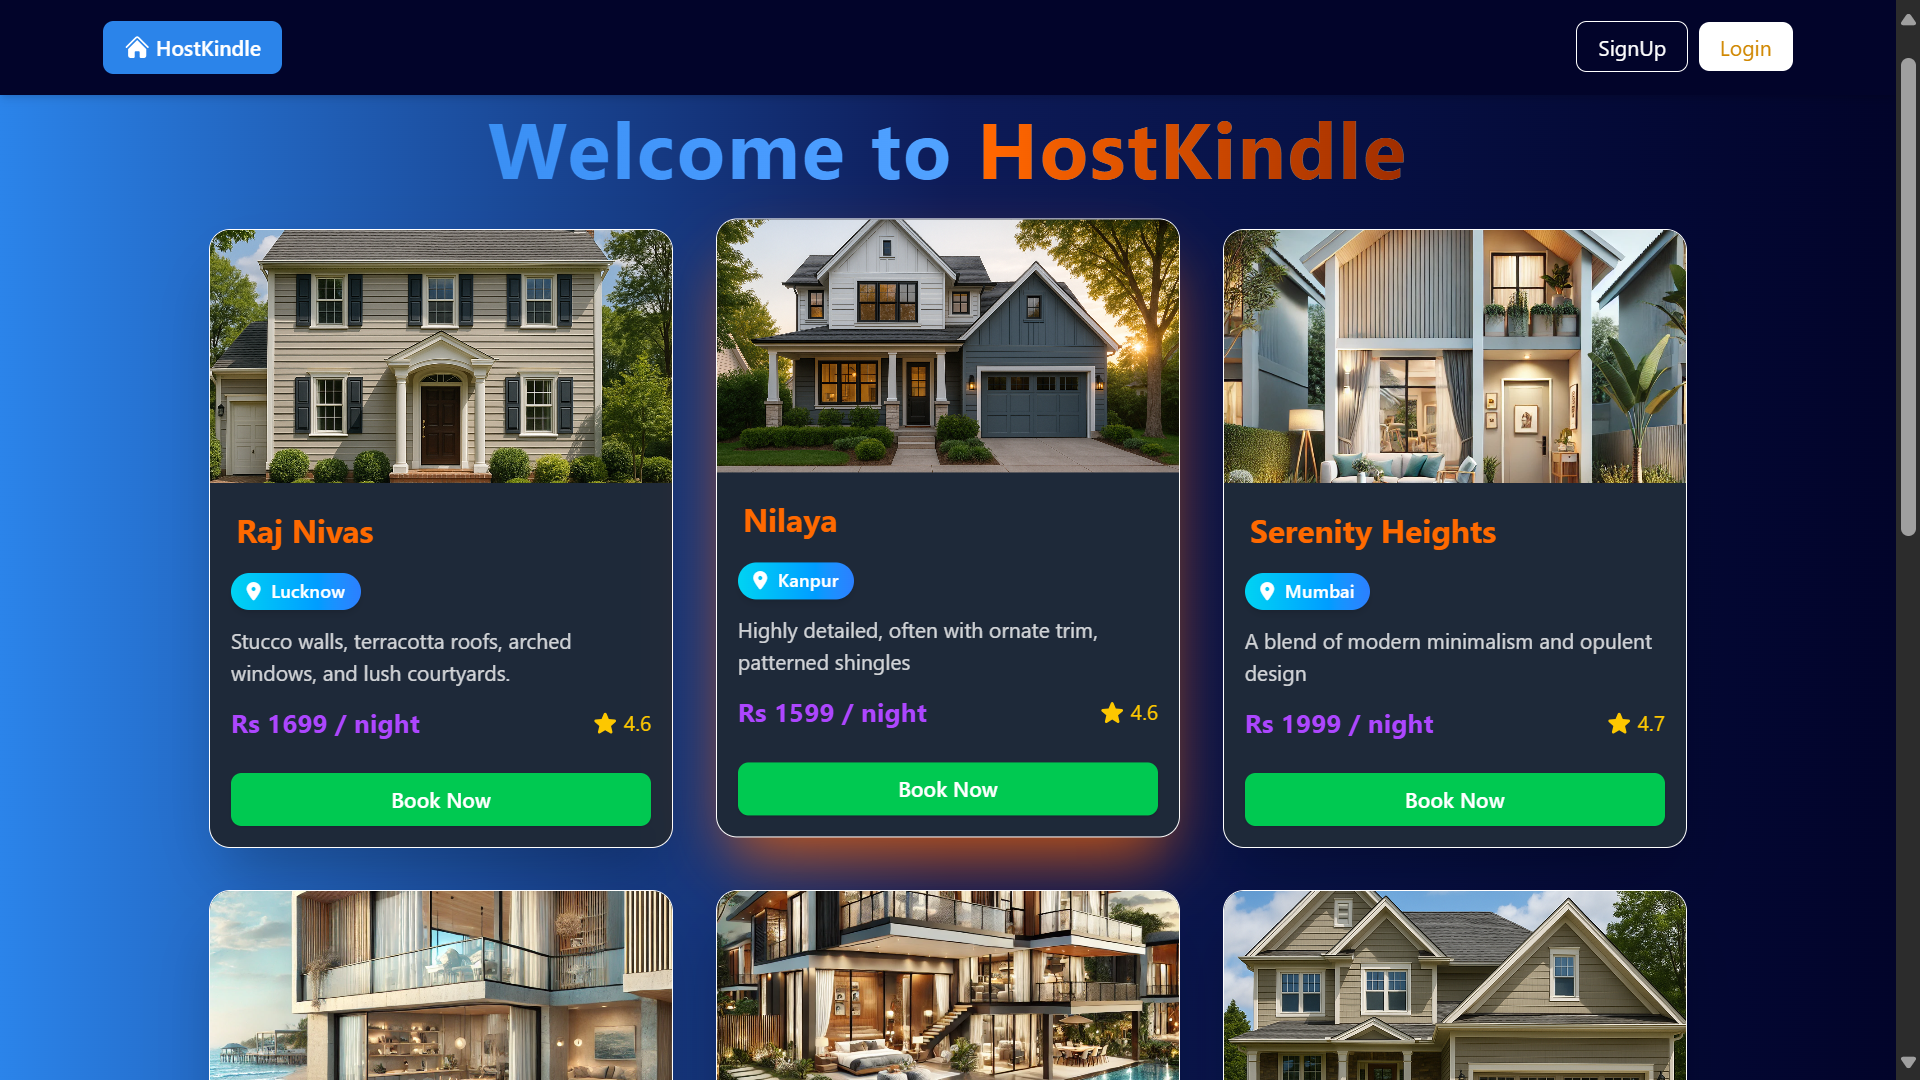 HostKindle
SignUp
Login
Welcome to HostKindle
Raj Nivas
Lucknow
Stucco walls, terracotta roofs, arched
windows, and lush courtyards.
Rs 1699 / night
4.6
Book Now
Nilaya
Kanpur
Highly detailed, often with ornate trim,
patterned shingles
Rs 1599 / night
4.6
Book Now
Serenity Heights
Mumbai
A blend of modern minimalism and opulent
design
Rs 1999 / night
4.7
Book Now